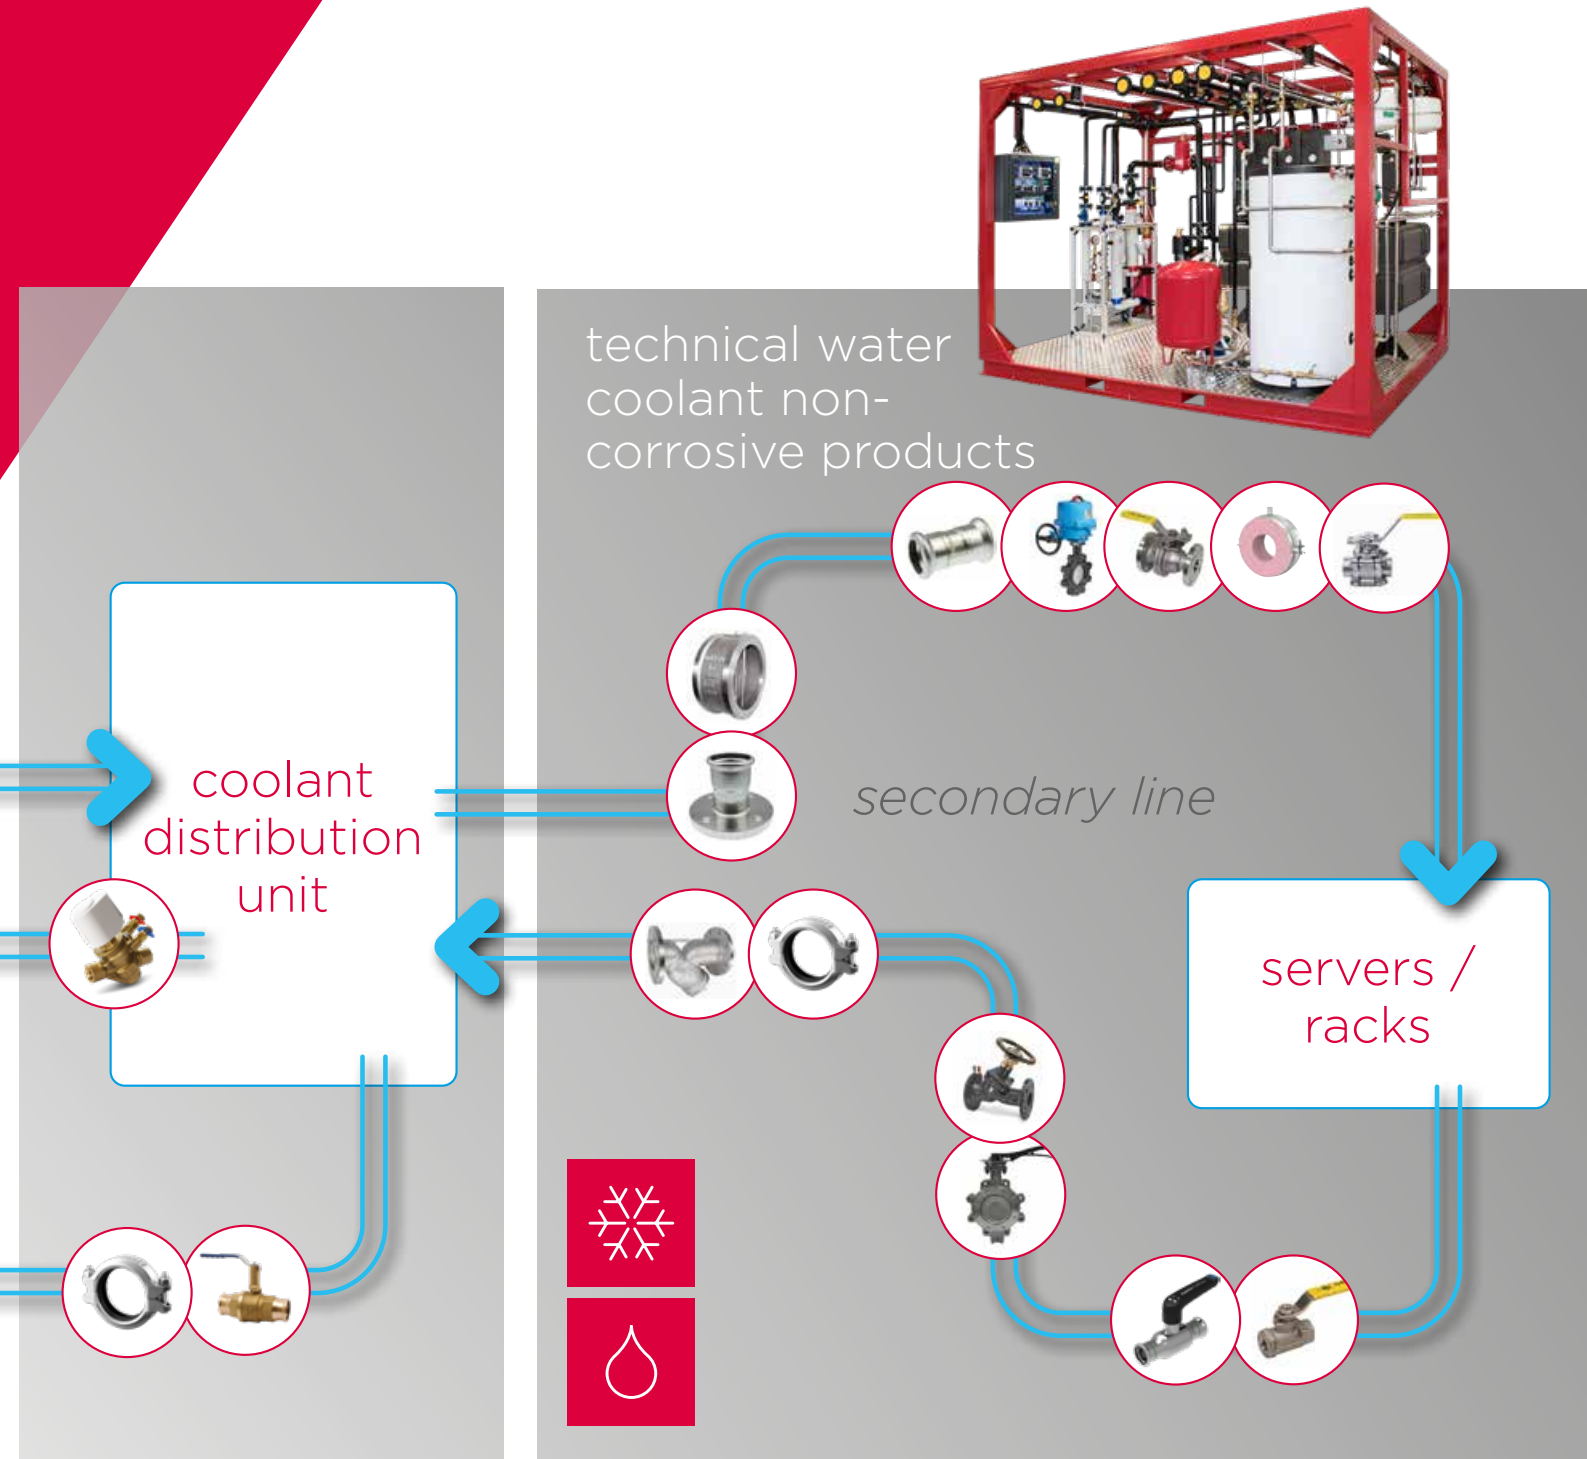 technical water
coolant non-
corrosive products
coolant
distribution
unit
secondary line
servers /
racks